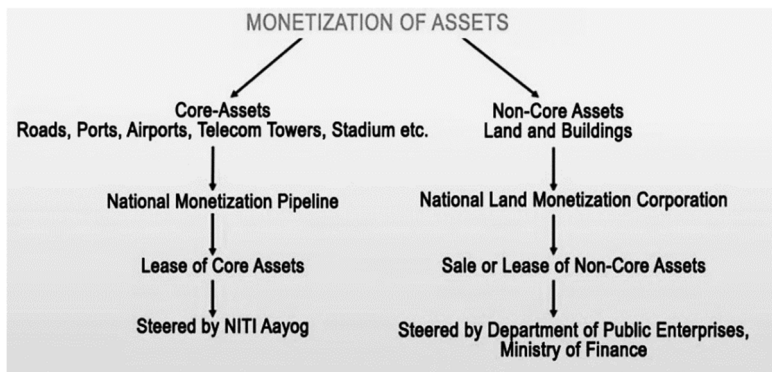 MONETIZATION OF ASSETS
Core-Assets
Roads, Ports, Airports, Telecom Towers, Stadium etc.
National Monetization Pipeline
Lease of Core Assets
Steered by NITI Aayog
Non-Core Assets
Land and Buildings
National Land Monetization Corporation
Sale or Lease of Non-Core Assets
Steered by Department of Public Enterprises,
Ministry of Finance